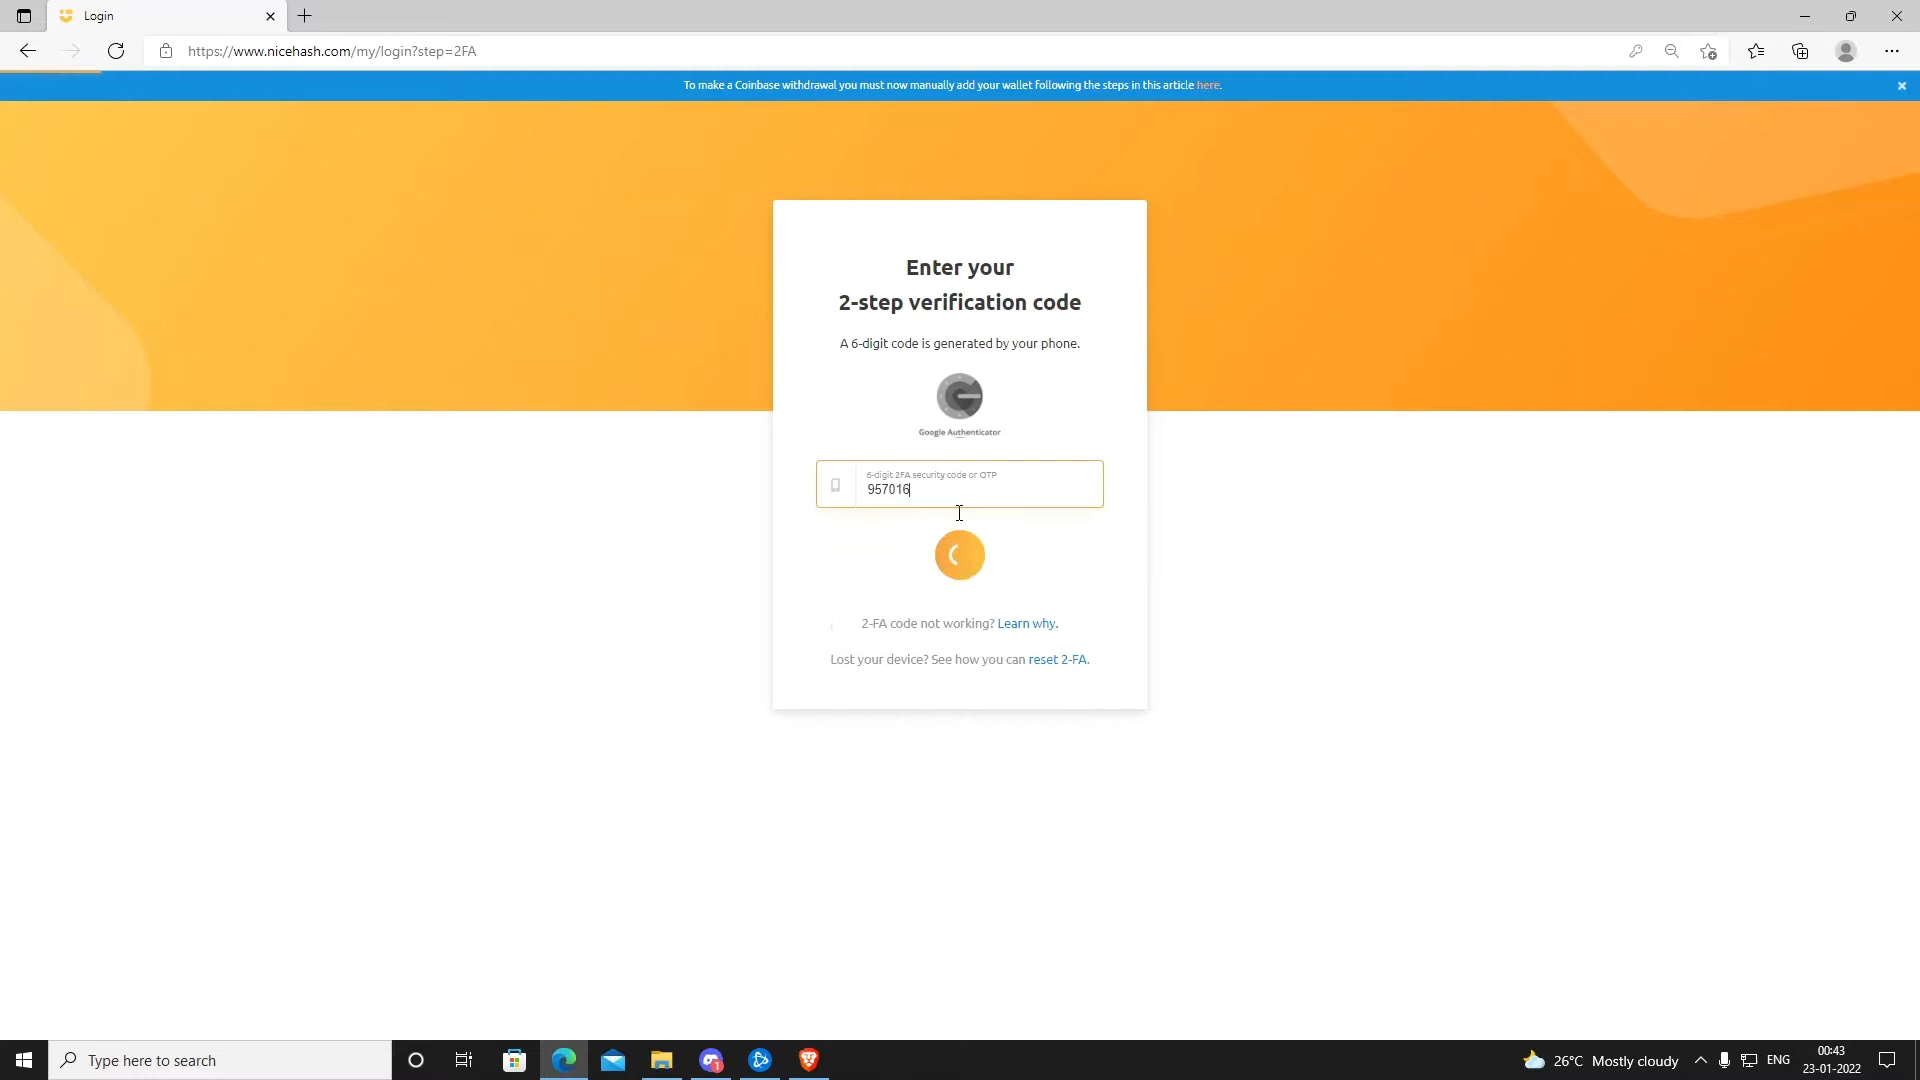 Login
https://www.nicehash.com/my/login?step=2FA
To make a Coinbase withdrawal you must now manually add your wallet following the steps in this article here.
Enter your
2-step verification code
A 6-digit code is generated by your phone.
Google Authenticator
6-digit 2FA security code or OTP
957016
2-FA code not working? Learn why.
Lost your device? See how you can reset 2-FA.
Type here to search
1
26°C Mostly cloudy
ENG
00:43
23-01-2022